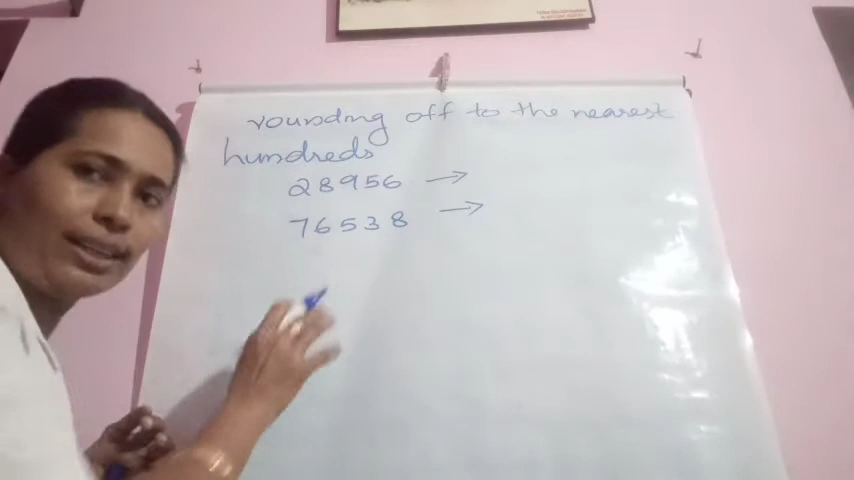 rounding off to the nearest
hundreds
28956 →
76538 →